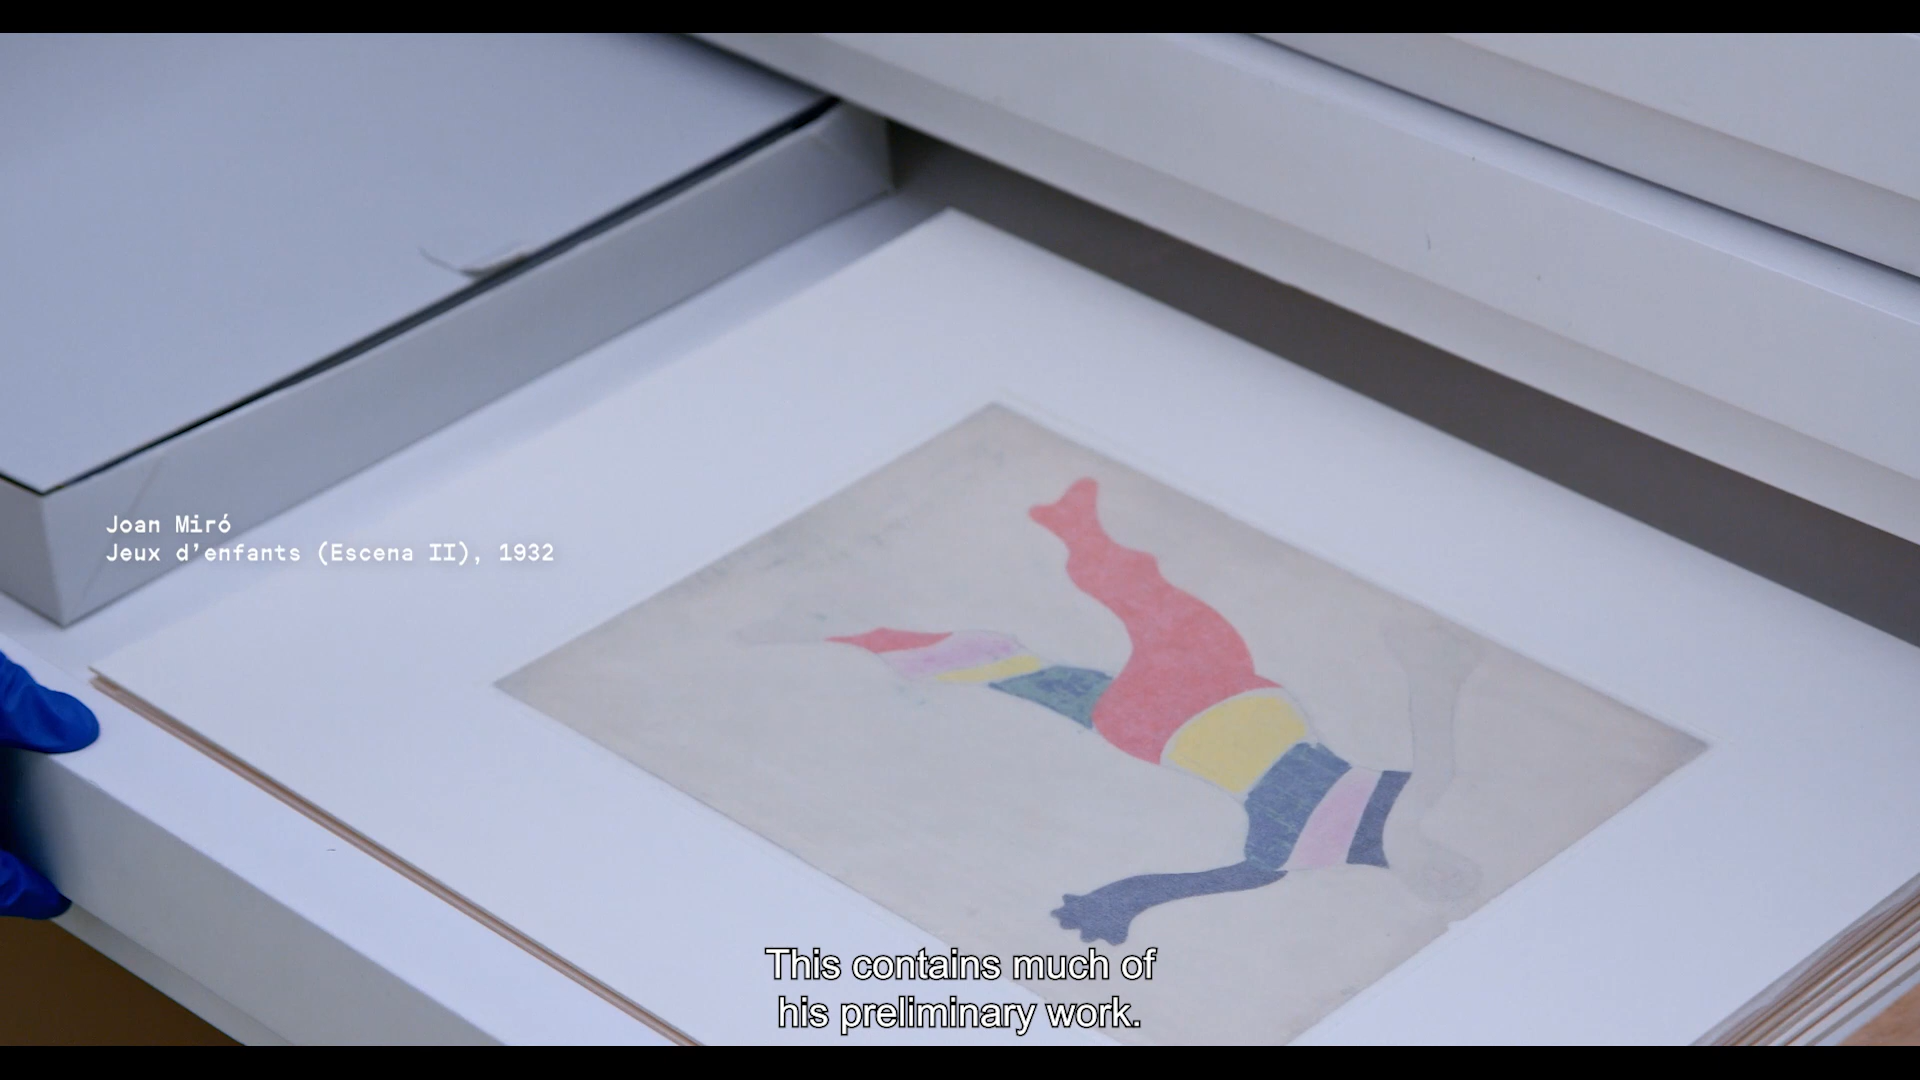 Joan Miró
Jeux d’enfants (Escena II), 1932
This contains much of
his preliminary work.